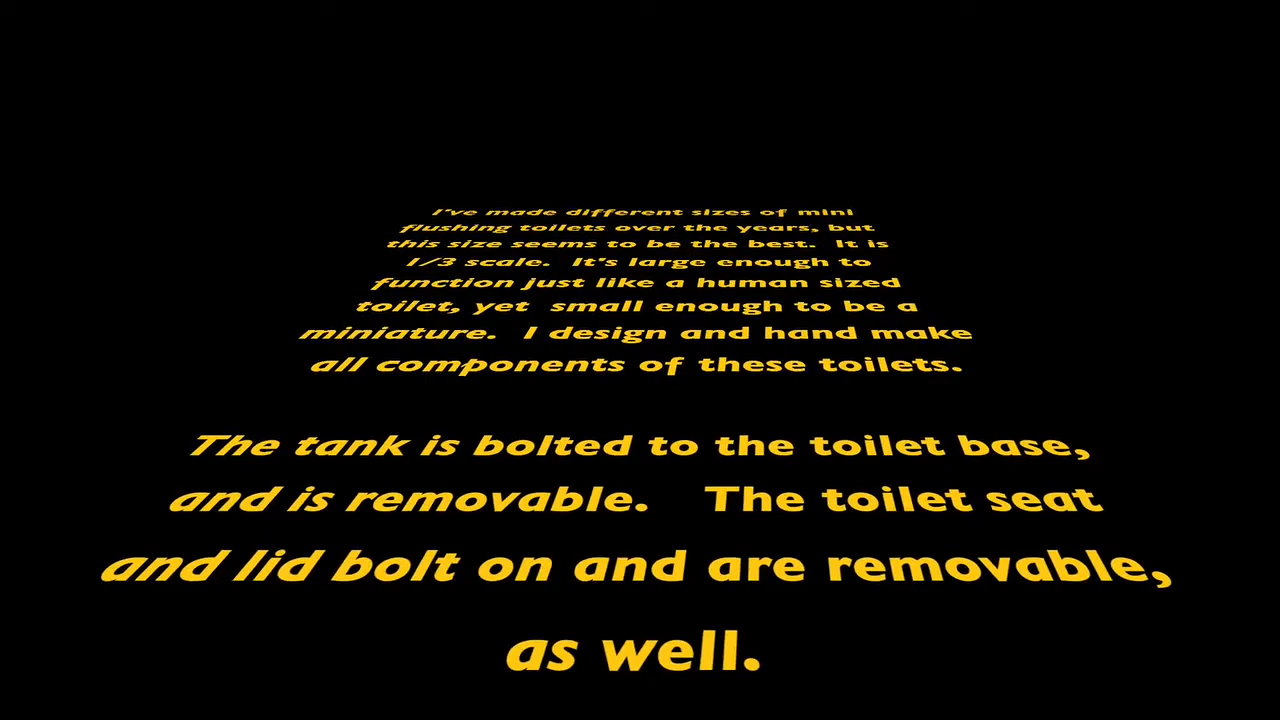 I've made different sizes of mini
flushing toilets over the years, but
this size seems to be the best.  It is
1/3 scale.  It's large enough to
function just like a human sized
toilet, yet  small enough to be a
miniature.  I design and hand make
all components of these toilets.
The tank is bolted to the toilet base,
and is removable.   The toilet seat
and lid bolt on and are removable,
as well.